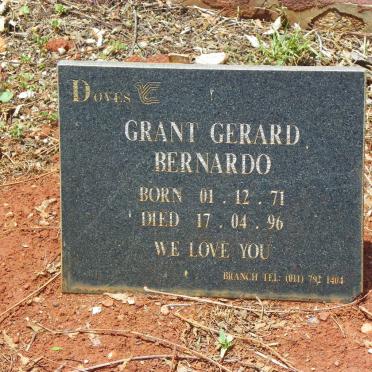 DOVES
GRANT GERARD
BERNARDO
BORN 01 . 12 . 71
DIED 17 . 04 . 96
WE LOVE YOU
BRANCH TEL: (011) 792 1404